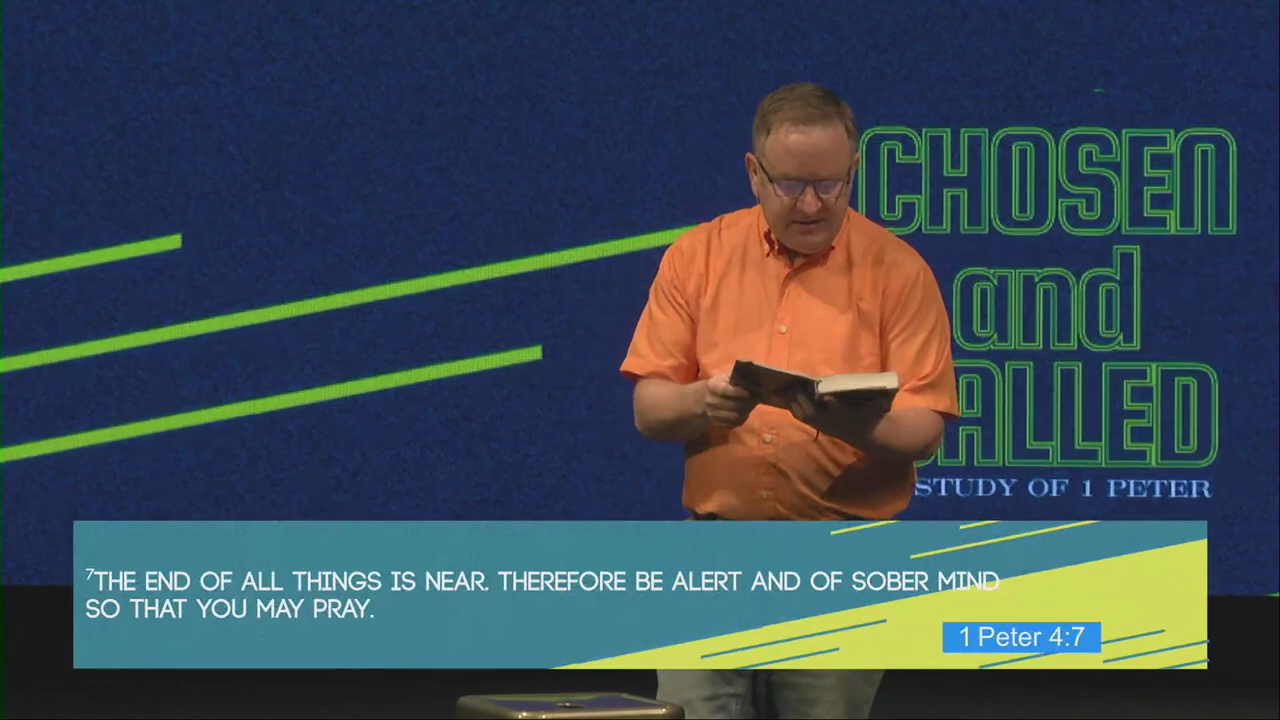 CHOSEN
and
ALLED
STUDY OF 1 PETER
7THE END OF ALL THINGS IS NEAR. THEREFORE BE ALERT AND OF SOBER MIND
SO THAT YOU MAY PRAY.
1 Peter 4:7